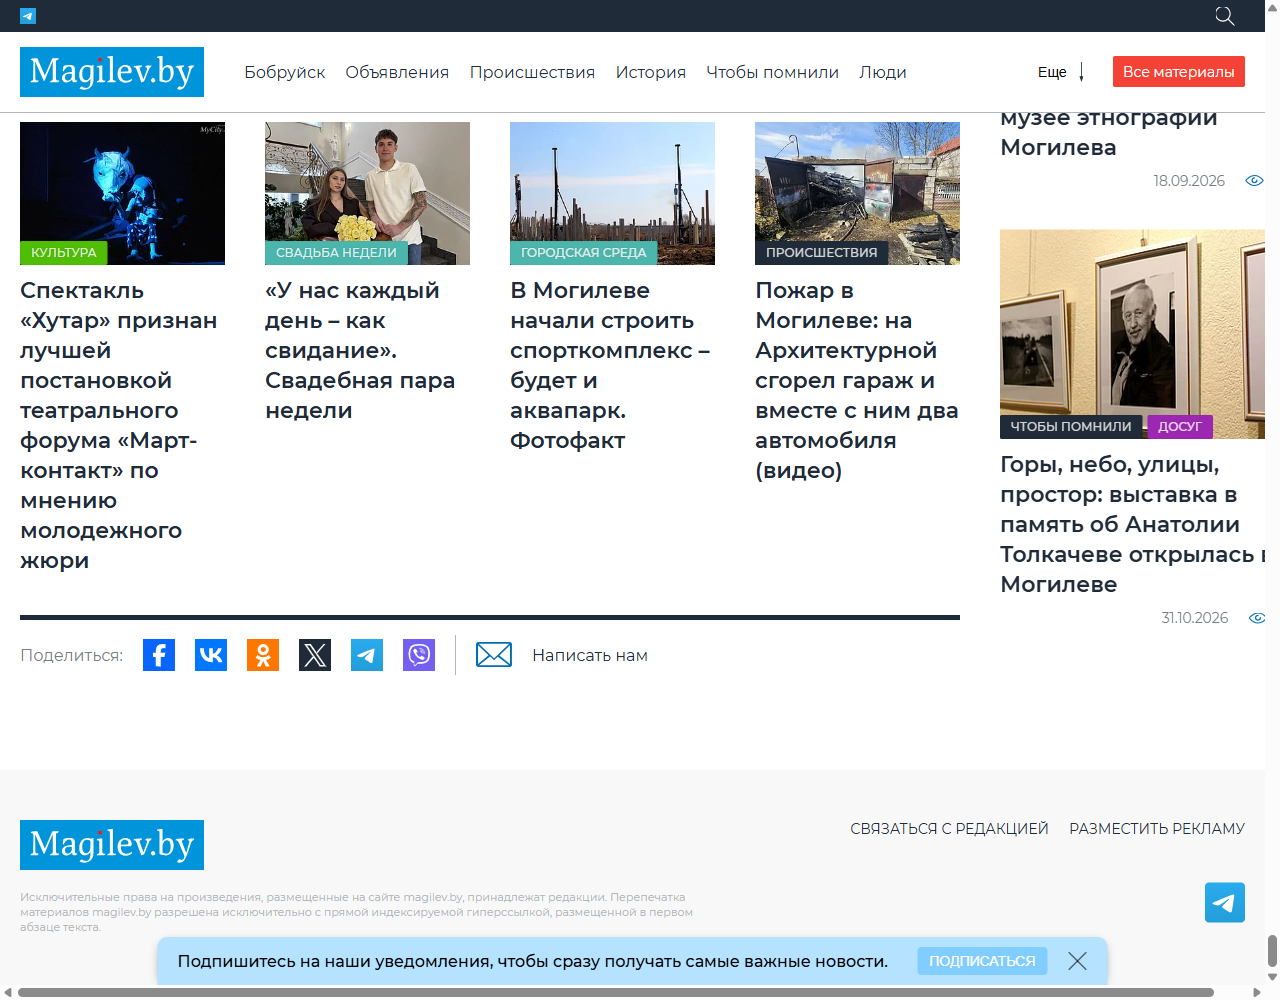 Magilev.by
Бобруйск Объявления Происшествия История Чтобы помнили Люди
Еще
Все материалы
КУЛЬТУРА
Спектакль
«Хутар» признан
лучшей
постановкой
театрального
форума «Март-
контакт» по
мнению
молодежного
жюри
СВАДЬБА НЕДЕЛИ
«У нас каждый
день – как
свидание».
Свадебная пара
недели
ГОРОДСКАЯ СРЕДА
В Могилеве
начали строить
спорткомплекс –
будет и
аквапарк.
Фотофакт
ПРОИСШЕСТВИЯ
Пожар в
Могилеве: на
Архитектурной
сгорел гараж и
вместе с ним два
автомобиля
(видео)
музее этнографии
Могилева
18.09.2026
ЧТОБЫ ПОМНИЛИ ДОСУГ
Горы, небо, улицы,
простор: выставка в
память об Анатолии
Толкачеве открылась в
Могилеве
31.10.2026
Поделиться:
Написать нам
Magilev.by
СВЯЗАТЬСЯ С РЕДАКЦИЕЙ РАЗМЕСТИТЬ РЕКЛАМУ
Исключительные права на произведения, размещенные на сайте magilev.by, принадлежат редакции. Перепечатка
материалов magilev.by разрешена исключительно с прямой индексируемой гиперссылкой, размещенной в первом
абзаце текста.
Подпишитесь на наши уведомления, чтобы сразу получать самые важные новости.
ПОДПИСАТЬСЯ